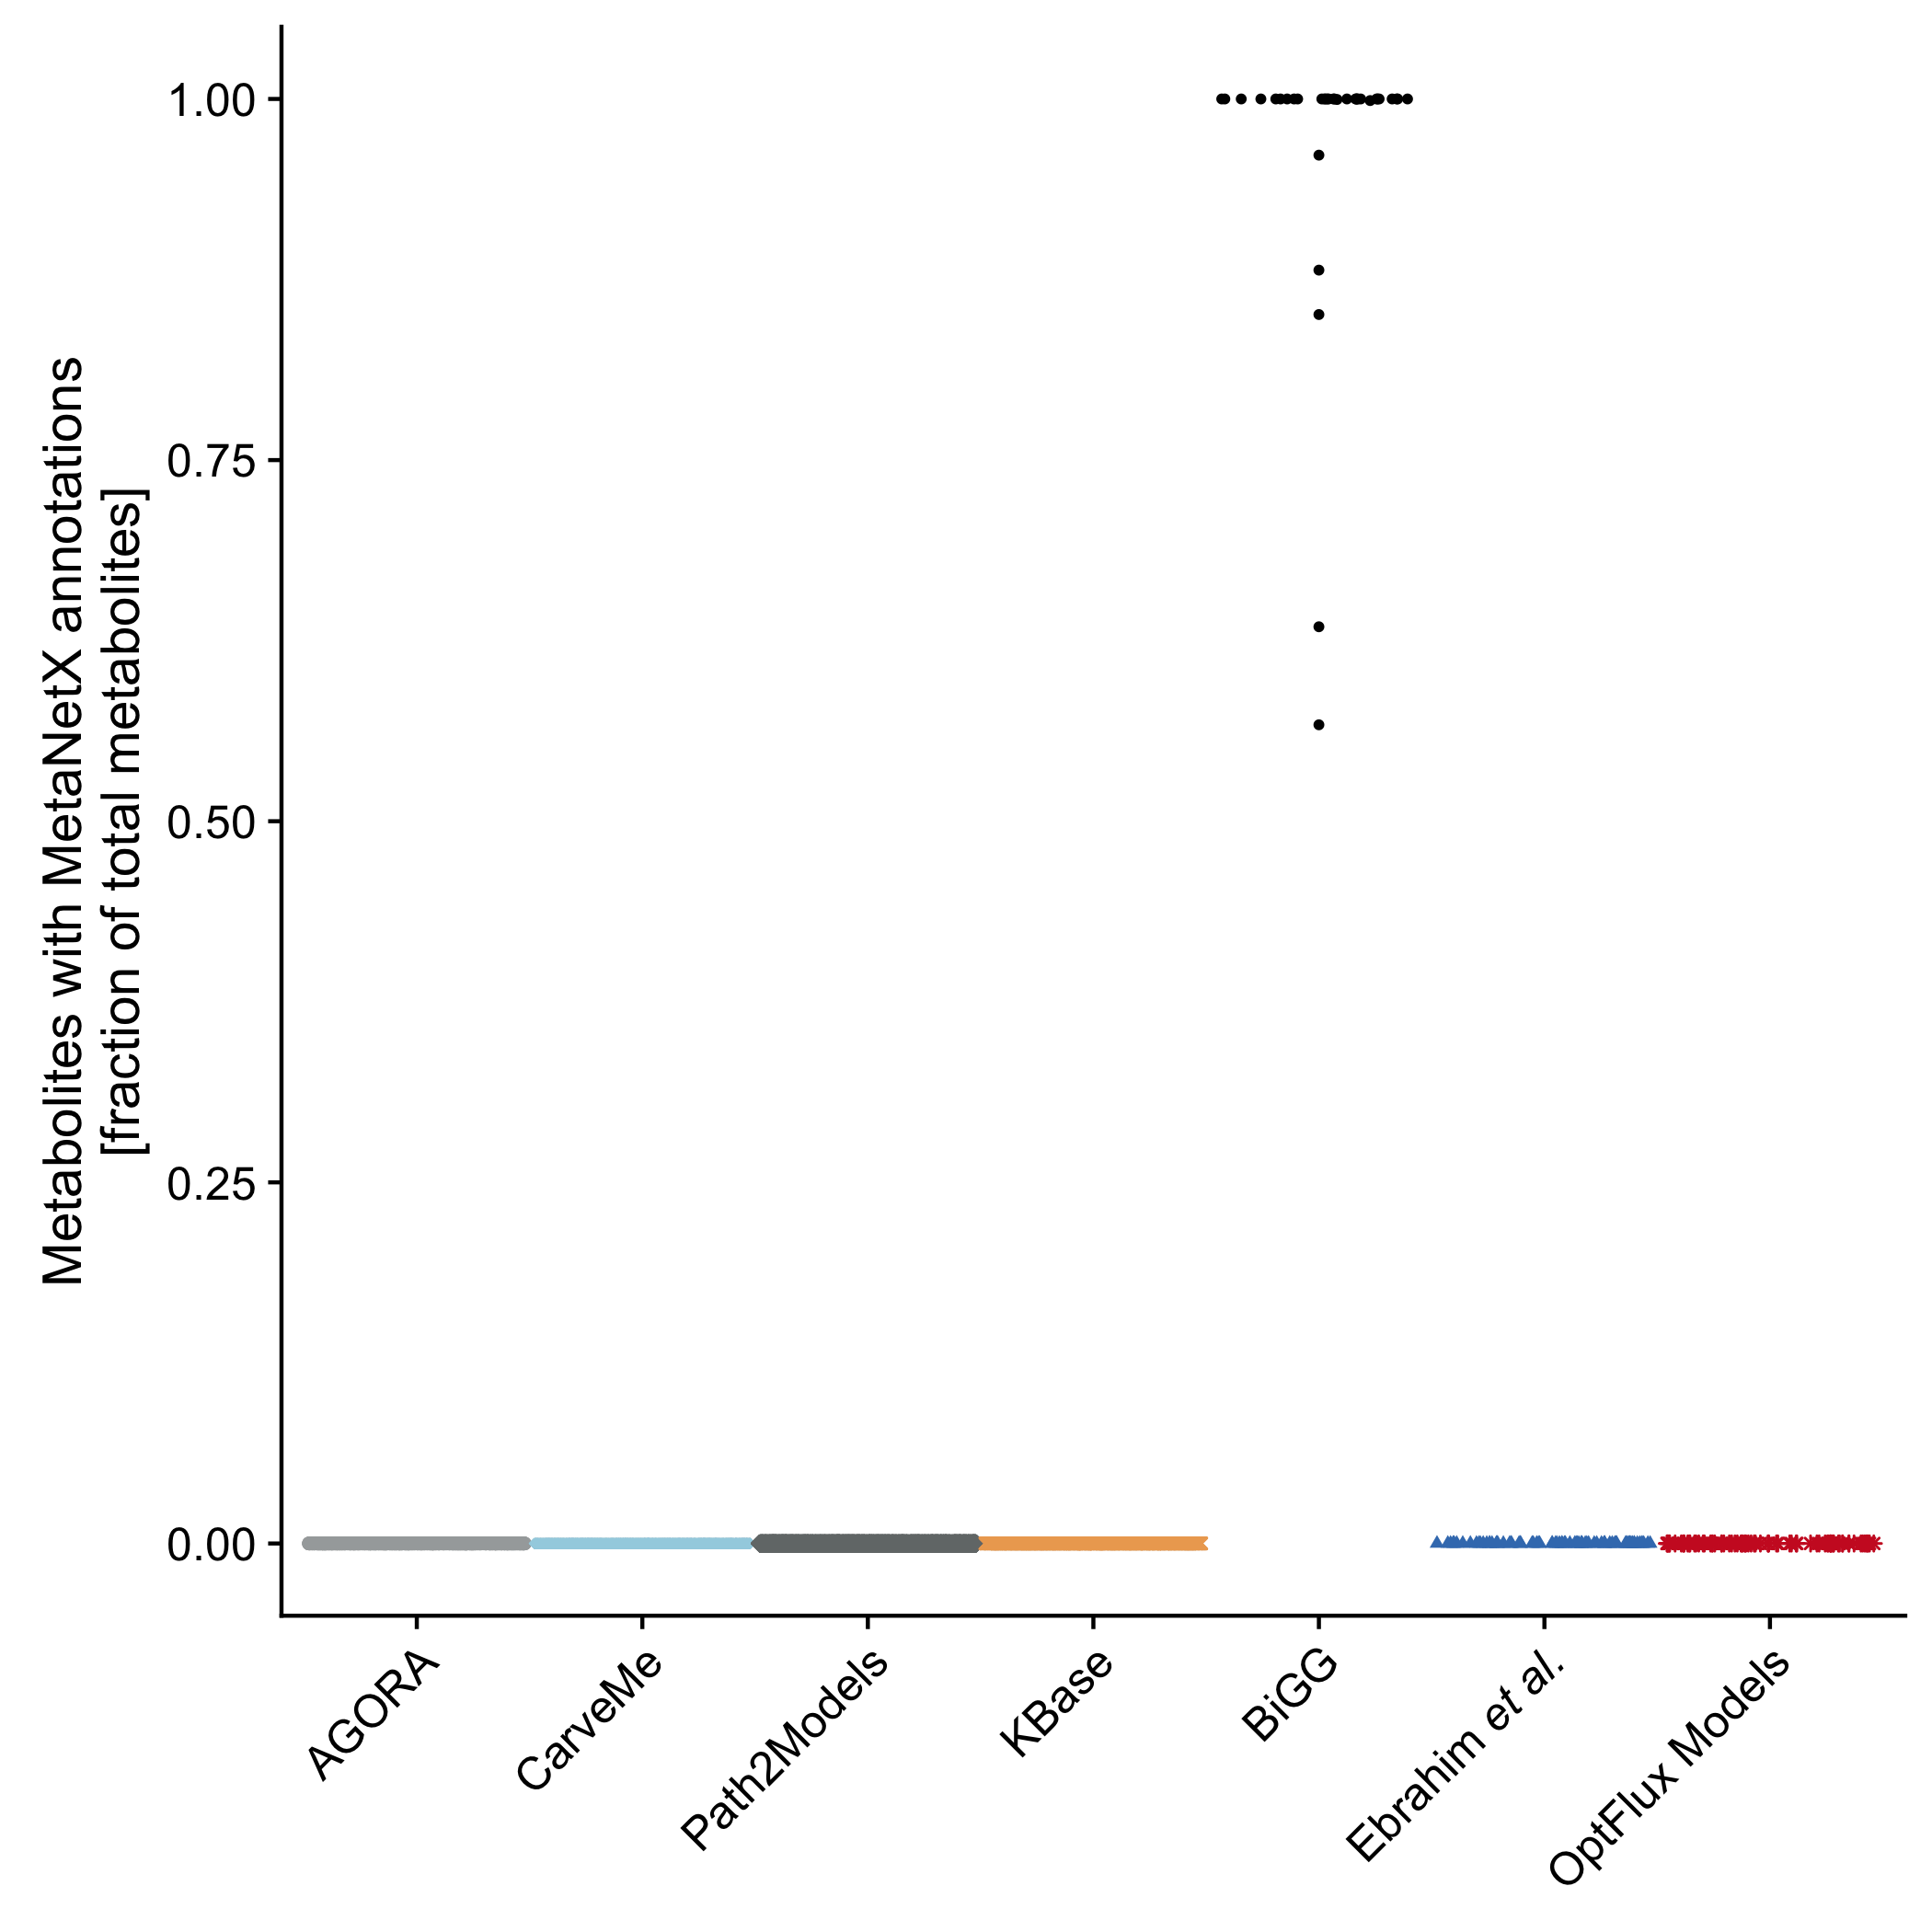 Metabolites with MetaNetX annotations
[fraction of total metabolites]
1.00
0.75
0.50
0.25
0.00
AGORA
CarveMe
Path2Models
KBase
BiGG
Ebrahim et al.
OptFlux Models